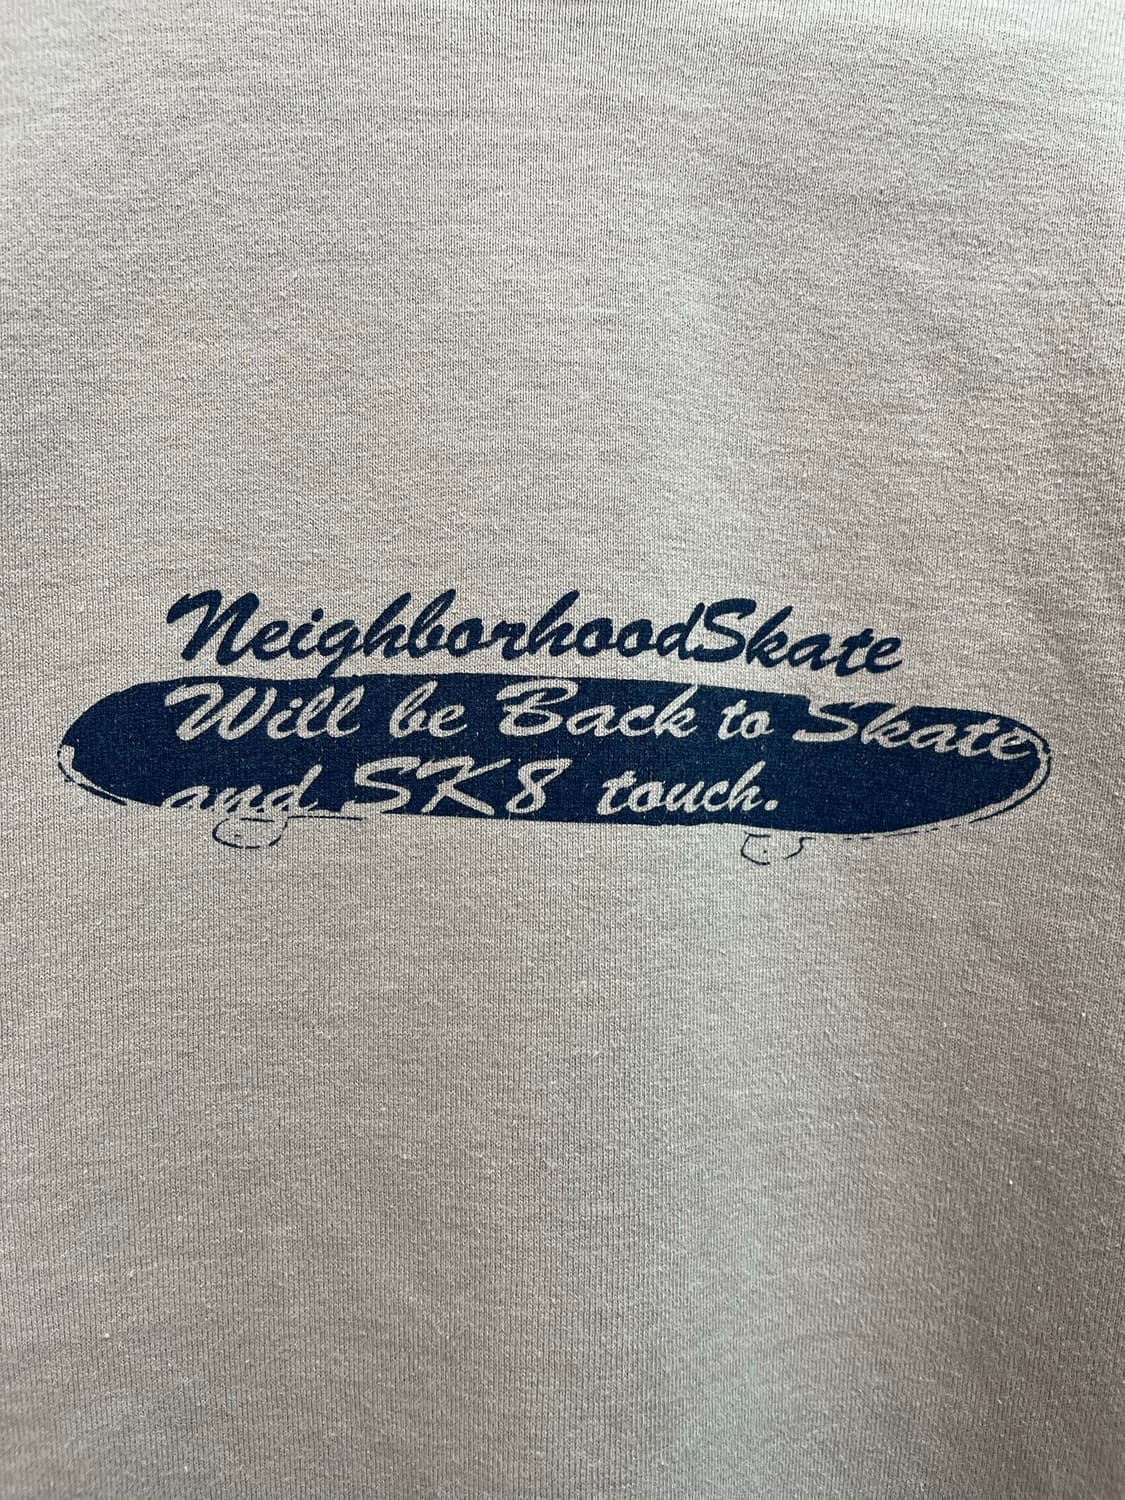 NeighborhoodSkate
Will be Back to Skate
and SK8 touch.